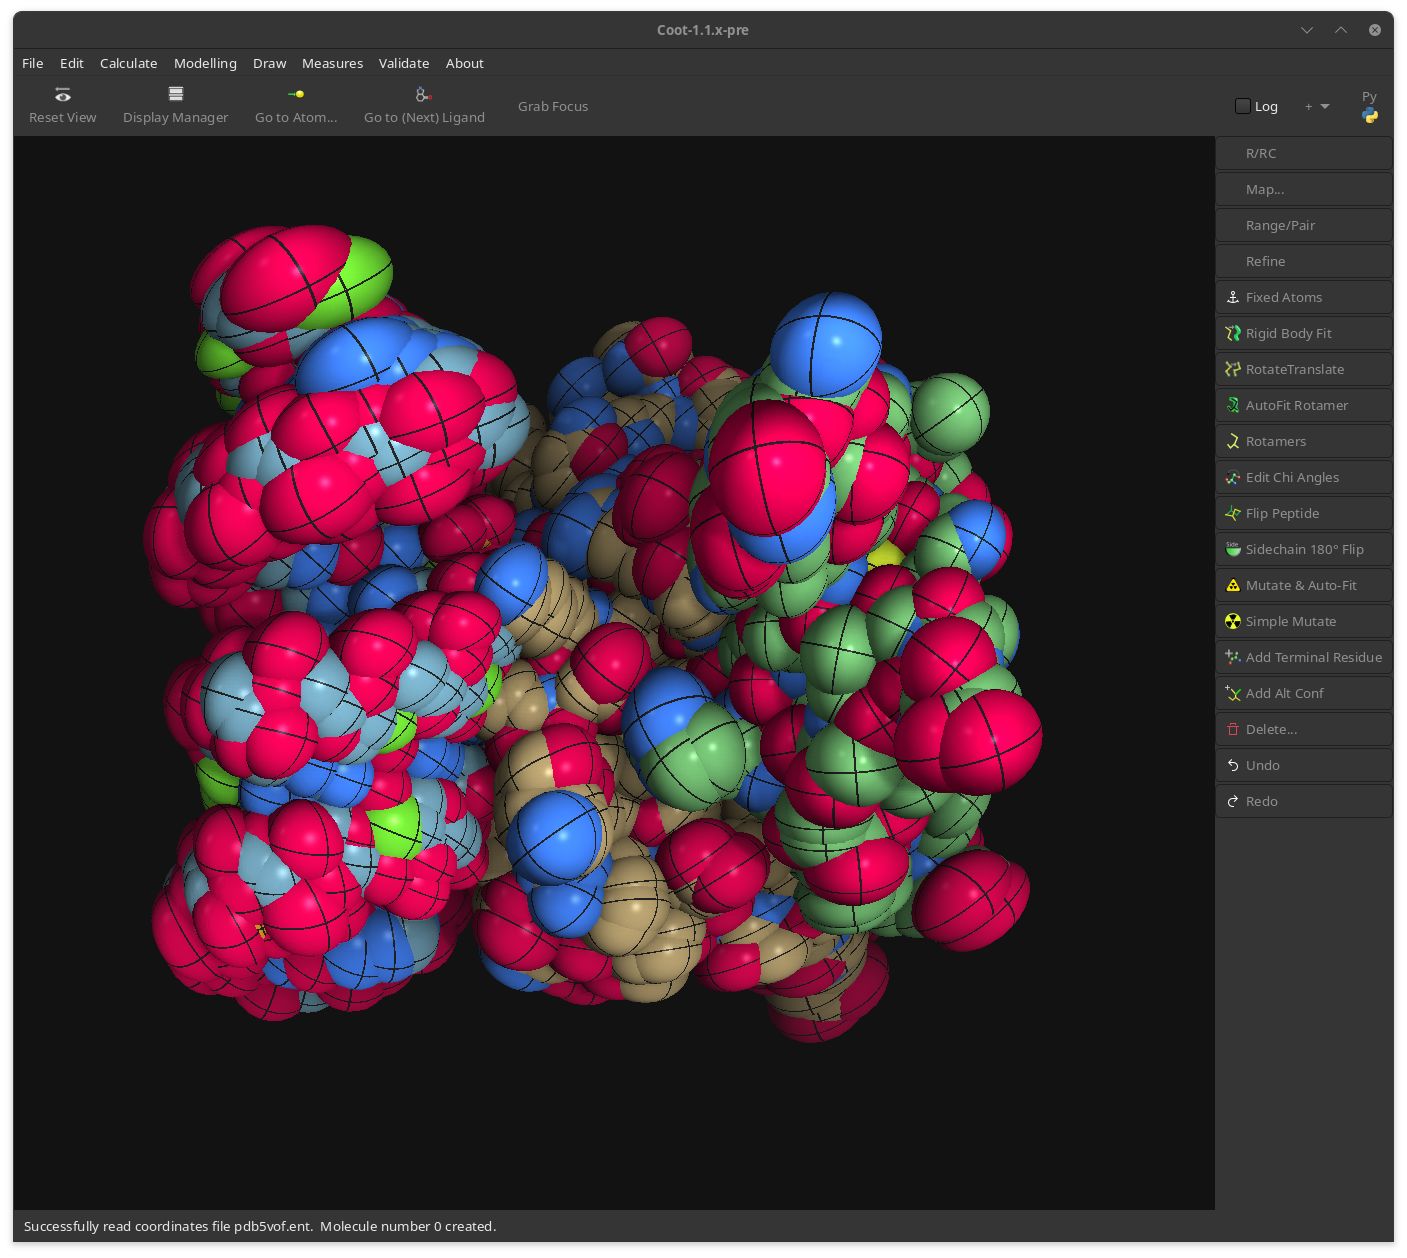 Coot-1.1.x-pre
File Edit Calculate Modelling Draw Measures Validate About
Reset View Display Manager Go to Atom... Go to (Next) Ligand Grab Focus Log + Py
R/RC
Map...
Range/Pair
Refine
Fixed Atoms
Rigid Body Fit
RotateTranslate
AutoFit Rotamer
Rotamers
Edit Chi Angles
Flip Peptide
Side Sidechain 180° Flip
Mutate & Auto-Fit
Simple Mutate
Add Terminal Residue
Add Alt Conf
Delete...
Undo
Redo
Successfully read coordinates file pdb5vof.ent. Molecule number 0 created.